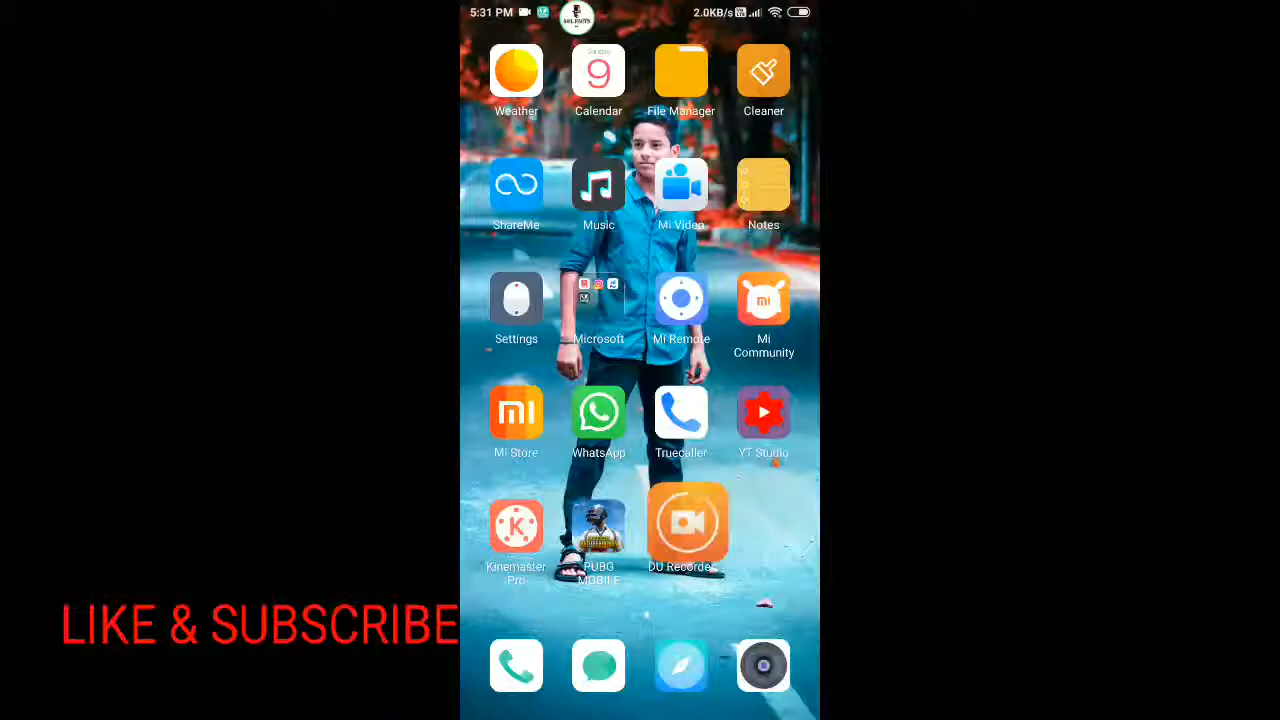 5:31 PM
2.0KB/s
9
Weather
Calendar
File Manager
Cleaner
ShareMe
Music
Mi Video
Notes
Settings
Microsoft
Mi Remote
Mi
Community
Mi Store
WhatsApp
Truecaller
YT Studio
Kinemaster
Pro
PUBG
MOBILE
DU Recorder
LIKE & SUBSCRIBE